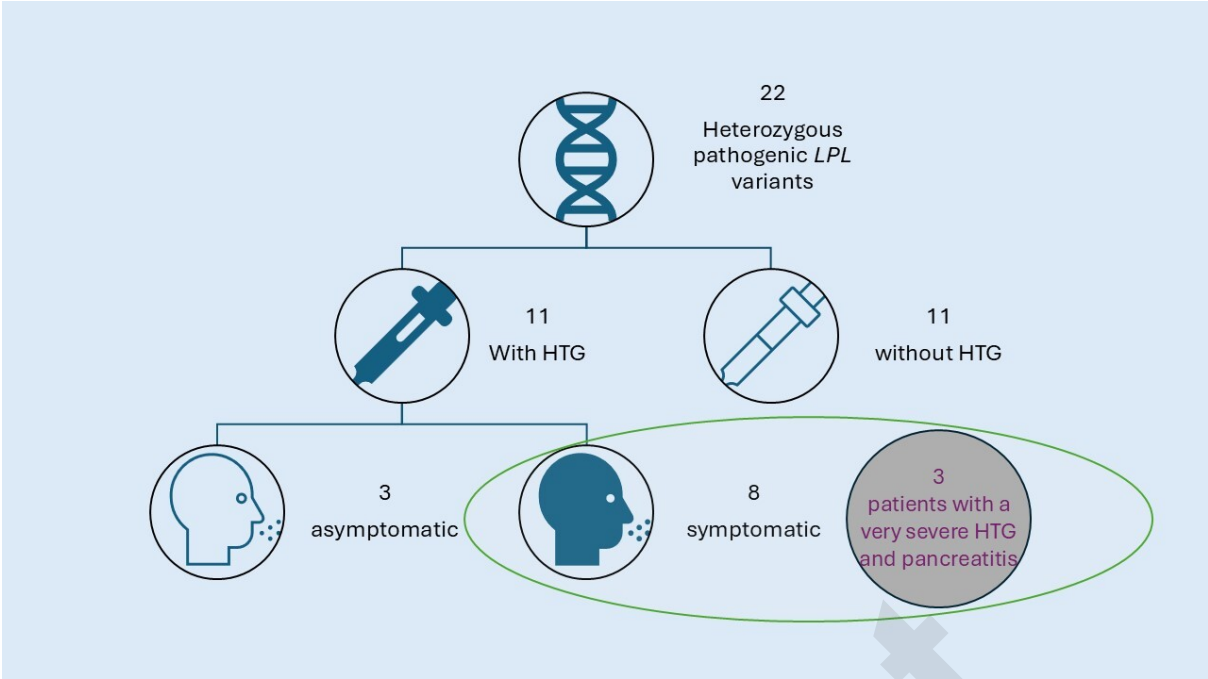 22
Heterozygous
pathogenic LPL
variants
11
With HTG
11
without HTG
3
asymptomatic
8
symptomatic
3
patients with a
very severe HTG
and pancreatitis